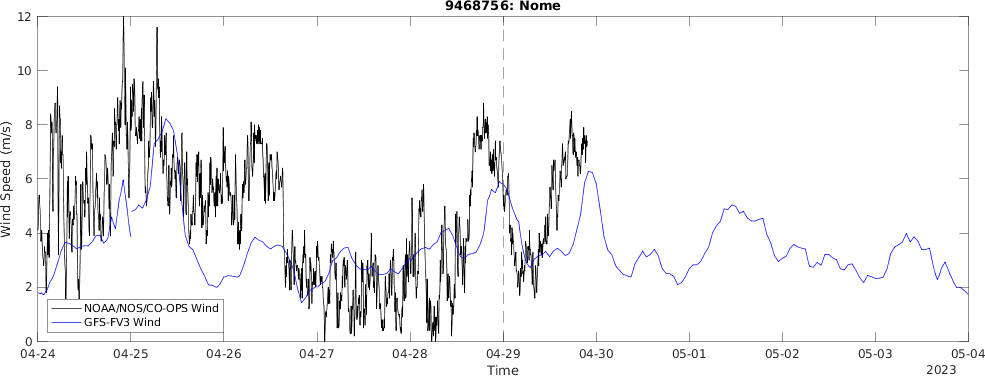 9468756: Nome
12
10
8
6
4
2
0
Wind Speed (m/s)
NOAA/NOS/CO-OPS Wind
GFS-FV3 Wind
04-24 04-25 04-26 04-27 04-28 04-29 04-30 05-01 05-02 05-03 05-04
Time
2023